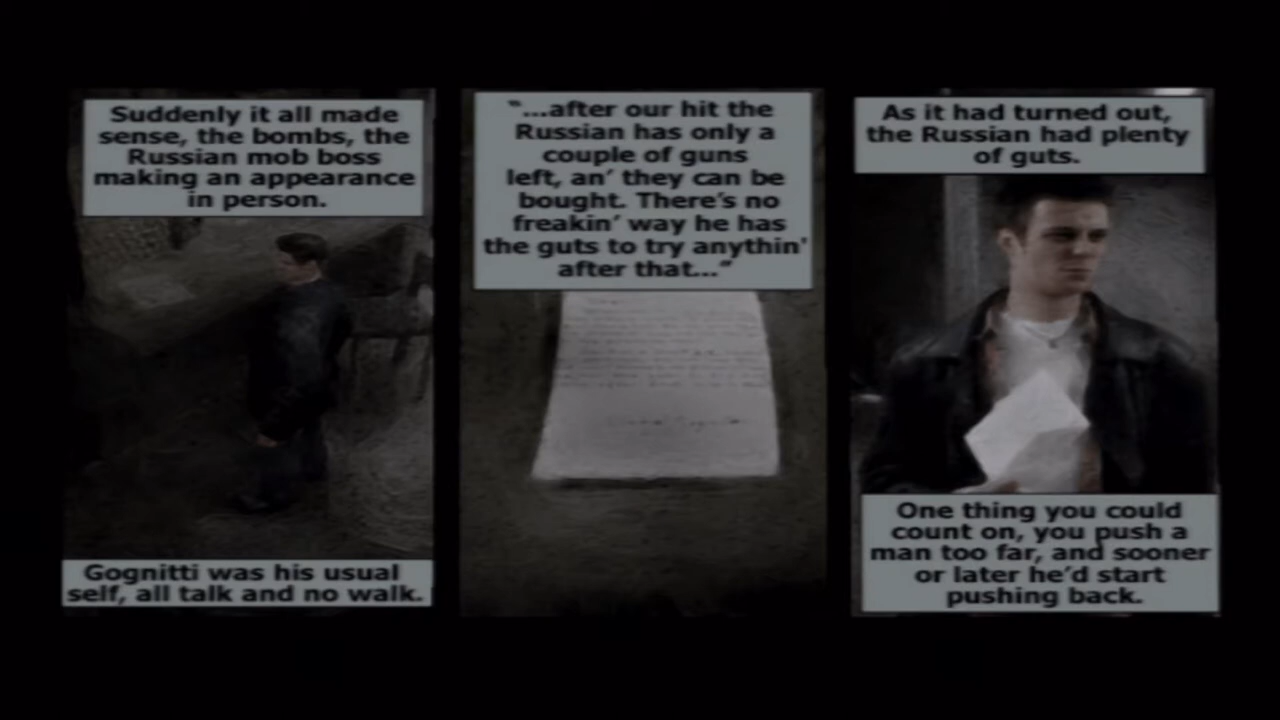 Suddenly it all made
sense, the bombs, the
Russian mob boss
making an appearance
in person.
Gognitti was his usual
self, all talk and no walk.
“...after our hit the
Russian has only a
couple of guns
left, an’ they can be
bought. There’s no
freakin’ way he has
the guts to try anythin'
after that...”
As it had turned out,
the Russian had plenty
of guts.
One thing you could
count on, you push a
man too far, and sooner
or later he’d start
pushing back.